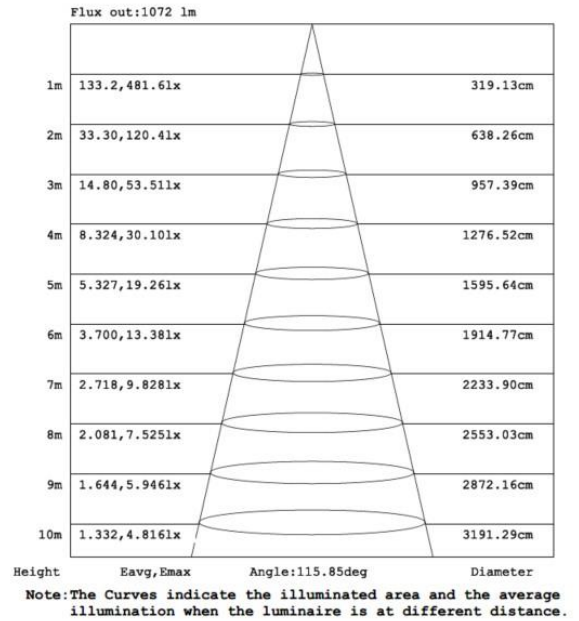 Flux out:1072 lm
1m 133.2,481.6lx 319.13cm
2m 33.30,120.4lx 638.26cm
3m 14.80,53.51lx 957.39cm
4m 8.324,30.10lx 1276.52cm
5m 5.327,19.26lx 1595.64cm
6m 3.700,13.38lx 1914.77cm
7m 2.718,9.828lx 2233.90cm
8m 2.081,7.525lx 2553.03cm
9m 1.644,5.946lx 2872.16cm
10m 1.332,4.816lx 3191.29cm
Height Eavg,Emax Angle:115.85deg Diameter
Note:The Curves indicate the illuminated area and the average
illumination when the luminaire is at different distance.